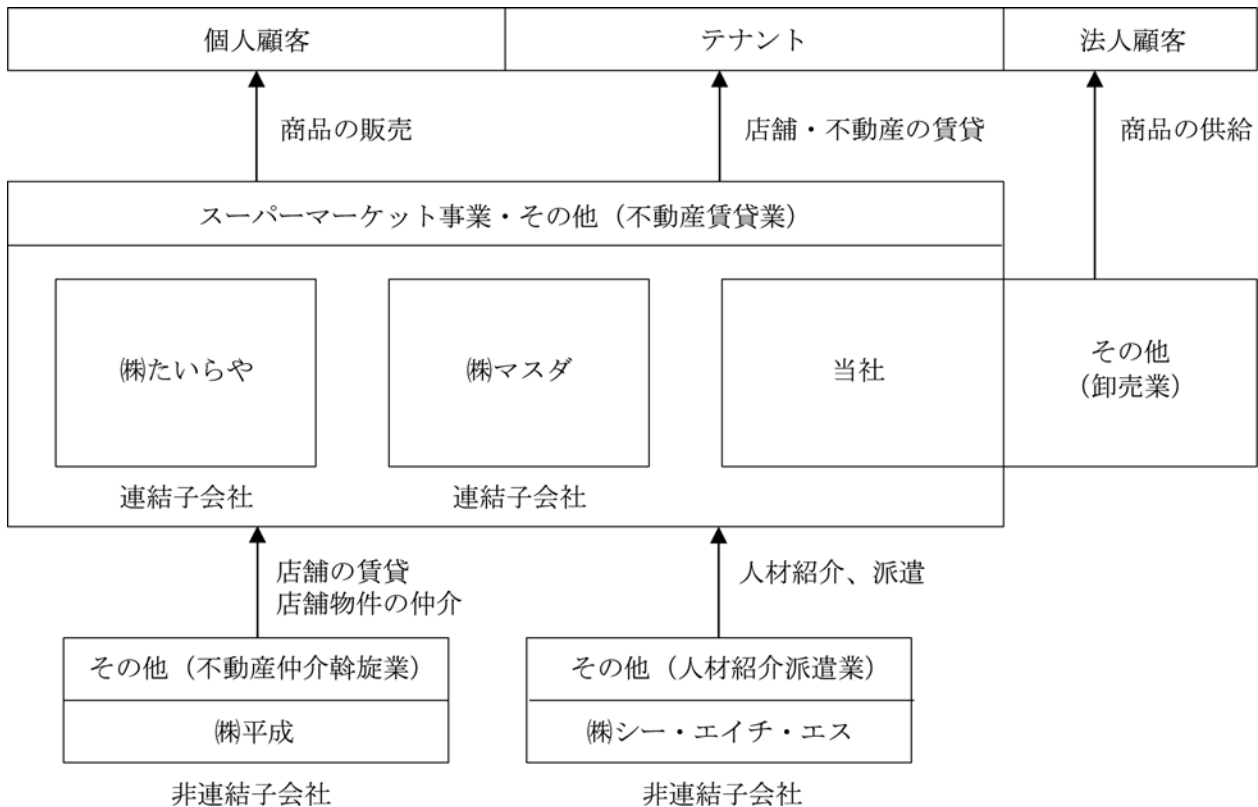 個人顧客
テナント
法人顧客
商品の販売
店舗・不動産の賃貸
商品の供給
スーパーマーケット事業・その他（不動産賃貸業）
㈱たいらや
㈱マスダ
当社
その他
（卸売業）
連結子会社
連結子会社
店舗の賃貸
店舗物件の仲介
人材紹介、派遣
その他（不動産仲介斡旋業）
その他（人材紹介派遣業）
㈱平成
㈱シー・エイチ・エス
非連結子会社
非連結子会社